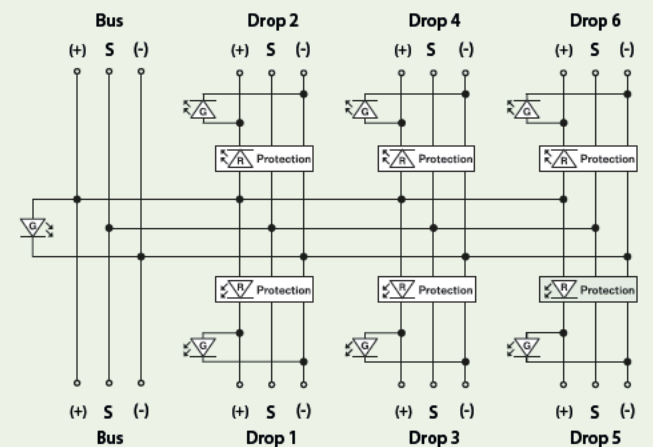 Bus Drop 2 Drop 4 Drop 6
(+) S (-) (+) S (-) (+) S (-) (+) S (-)
G G G
R Protection R Protection R Protection
G
R Protection R Protection R Protection
G G G
(+) S (-) (+) S (-) (+) S (-) (+) S (-)
Bus Drop 1 Drop 3 Drop 5